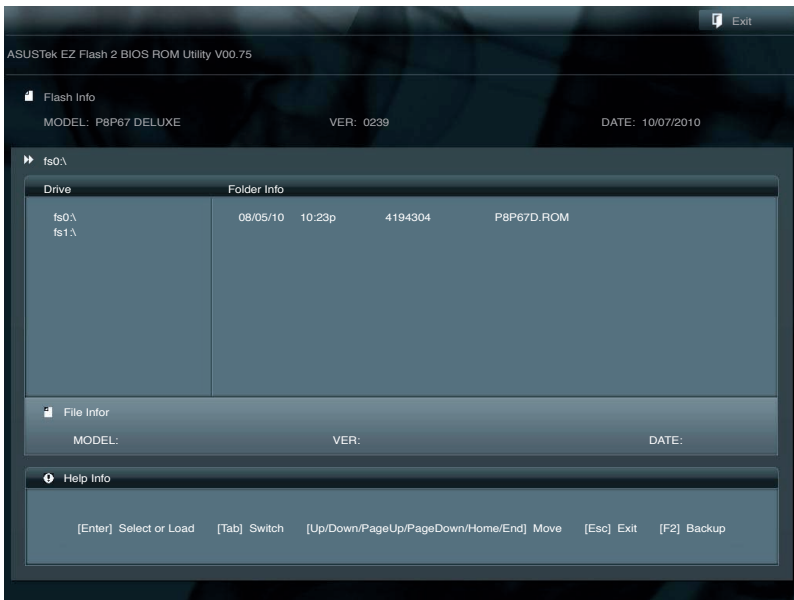 Exit
ASUSTek EZ Flash 2 BIOS ROM Utility V00.75
Flash Info
MODEL: P8P67 DELUXE VER: 0239 DATE: 10/07/2010
fs0:\
Drive Folder Info
fs0:\ 08/05/10 10:23p 4194304 P8P67D.ROM
fs1:\
File Infor
MODEL: VER: DATE:
Help Info
[Enter] Select or Load [Tab] Switch [Up/Down/PageUp/PageDown/Home/End] Move [Esc] Exit [F2] Backup